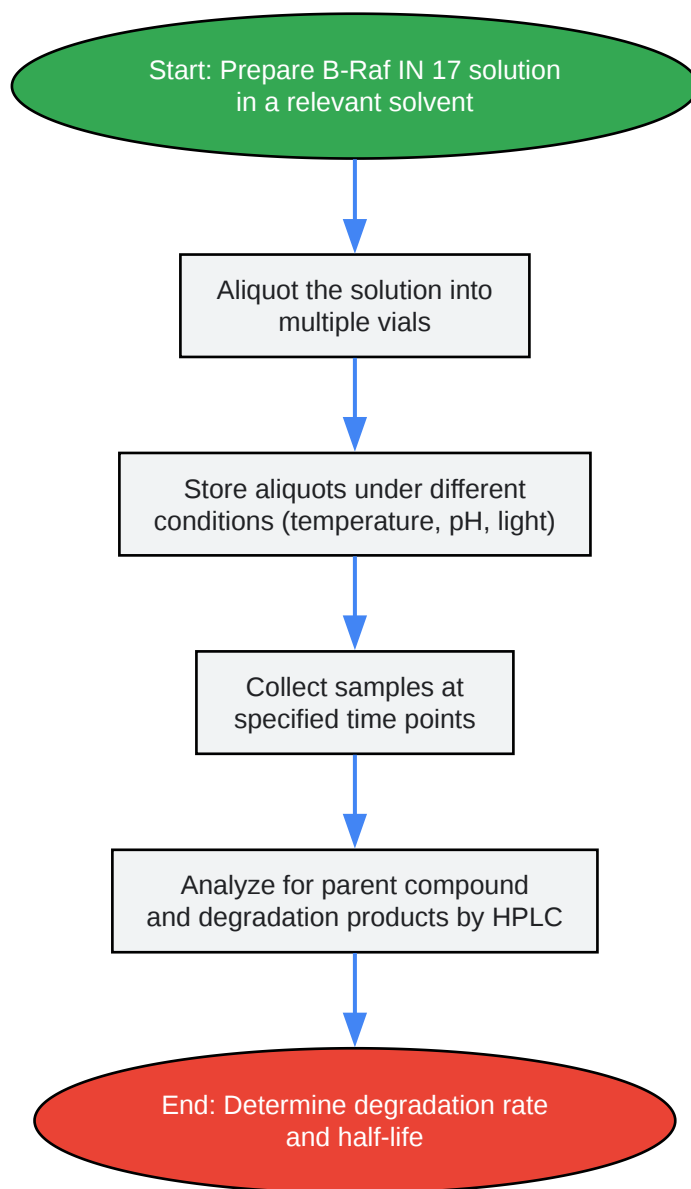 Start: Prepare B-Raf IN 17 solution
in a relevant solvent
Aliquot the solution into
multiple vials
Store aliquots under different
conditions (temperature, pH, light)
Collect samples at
specified time points
Analyze for parent compound
and degradation products by HPLC
End: Determine degradation rate
and half-life